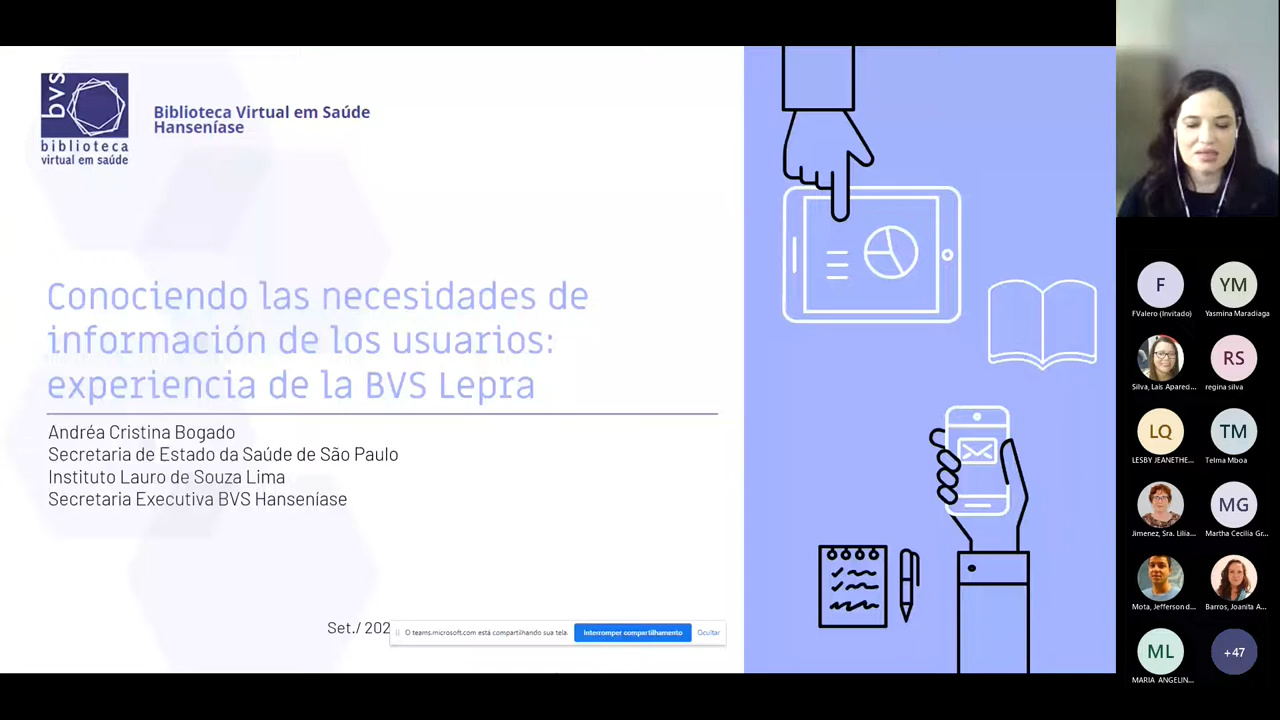 bvs
biblioteca
virtual em saúde
Biblioteca Virtual em Saúde
Hanseníase
Conociendo las necesidades de
información de los usuarios:
experiencia de la BVS Lepra
Andréa Cristina Bogado
Secretaria de Estado da Saúde de São Paulo
Instituto Lauro de Souza Lima
Secretaria Executiva BVS Hanseníase
Set./ 202
O teams.microsoft.com está compartilhando sua tela.
Interromper compartilhamento
Ocultar
F
FValero (Invitado)
YM
Yasmina Maradiaga
Silva, Lais Apared...
RS
regina silva
LQ
LESBY JEANETHE...
TM
Telma Mboa
Jimenez, Sra. Lilia...
MG
Martha Cecilia Gr...
Mota, Jefferson d...
Barros, Joanita A...
ML
MARIA ANGELIN...
+47